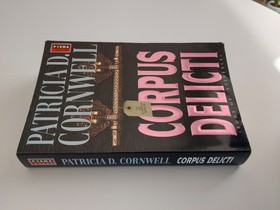 PATRICIA D.
CORNWELL
CORPUS
DELICTI
PATRICIA D. CORNWELL CORPUS DELICTI